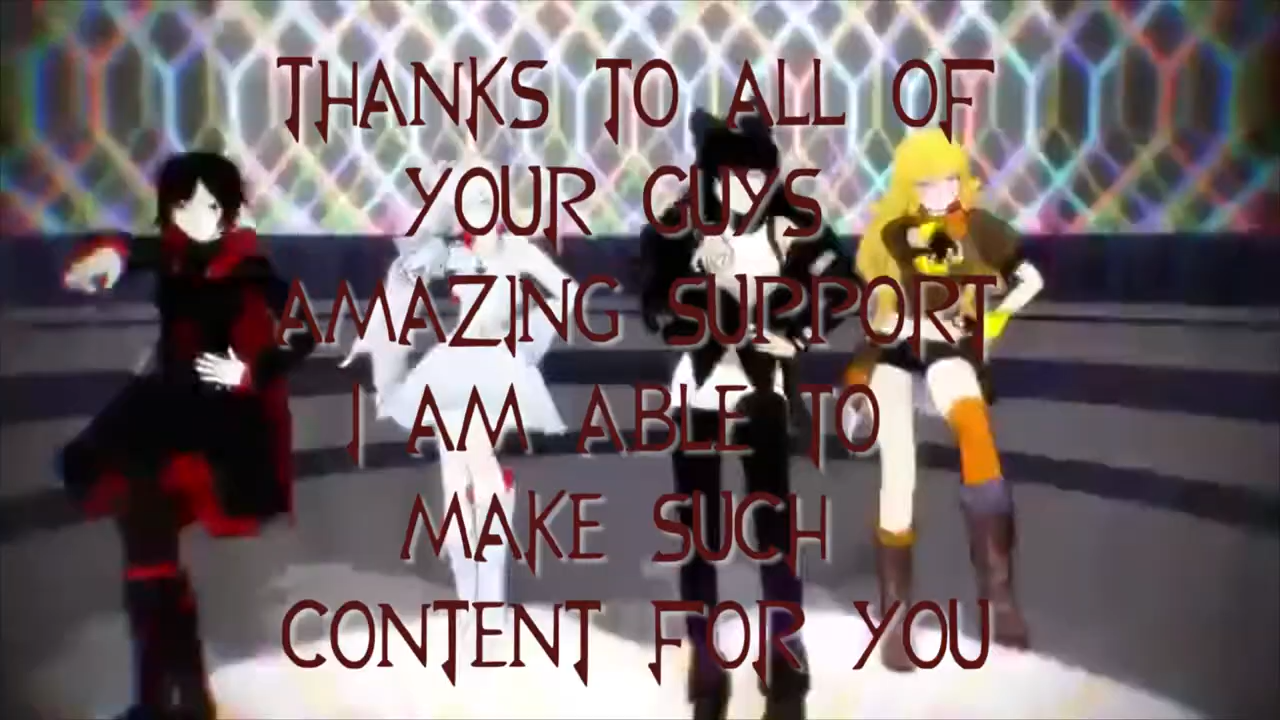 THANKS TO ALL OF
YOUR GUYS
AMAZING SUPPORT
I AM ABLE TO
MAKE SUCH
CONTENT FOR YOU